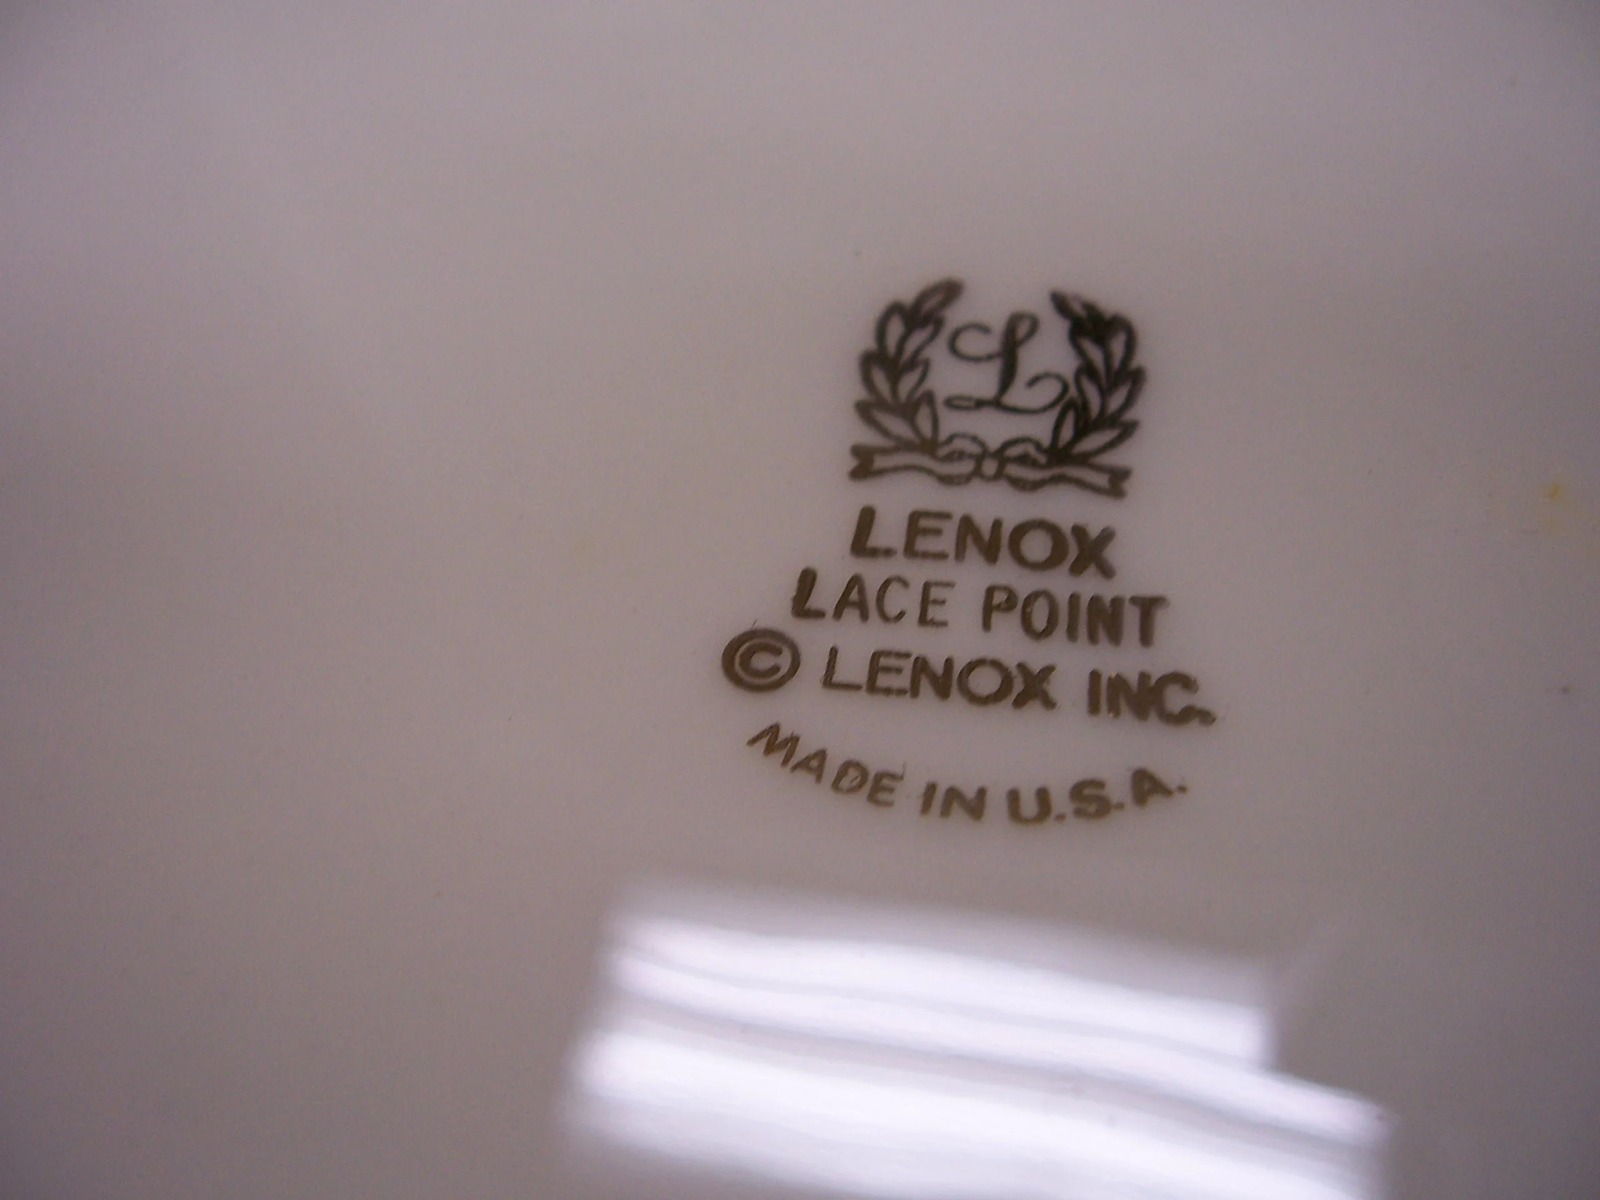 L
LENOX
LACE POINT
© LENOX INC.
MADE IN U.S.A.